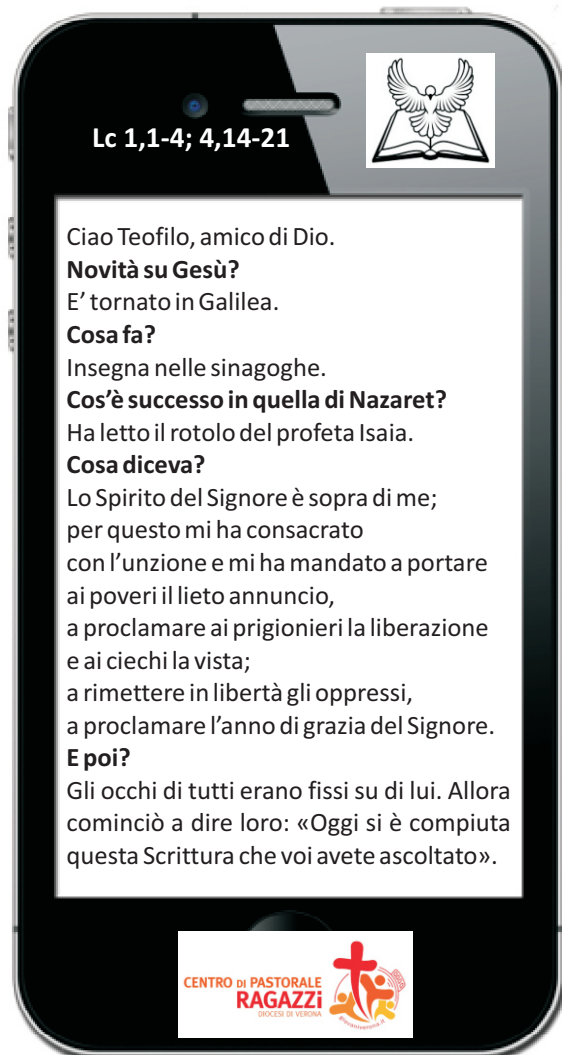 Lc 1,1-4; 4,14-21
Ciao Teofilo, amico di Dio.
Novità su Gesù?
E’ tornato in Galilea.
Cosa fa?
Insegna nelle sinagoghe.
Cos’è successo in quella di Nazaret?
Ha letto il rotolo del profeta Isaia.
Cosa diceva?
Lo Spirito del Signore è sopra di me;
per questo mi ha consacrato
con l’unzione e mi ha mandato a portare
ai poveri il lieto annuncio,
a proclamare ai prigionieri la liberazione
e ai ciechi la vista;
a rimettere in libertà gli oppressi,
a proclamare l’anno di grazia del Signore.
E poi?
Gli occhi di tutti erano fissi su di lui. Allora
cominciò a dire loro: «Oggi si è compiuta
questa Scrittura che voi avete ascoltato».
CENTRO DI PASTORALE
RAGAZZi
DIOCESI DI VERONA
giovaniverona.it